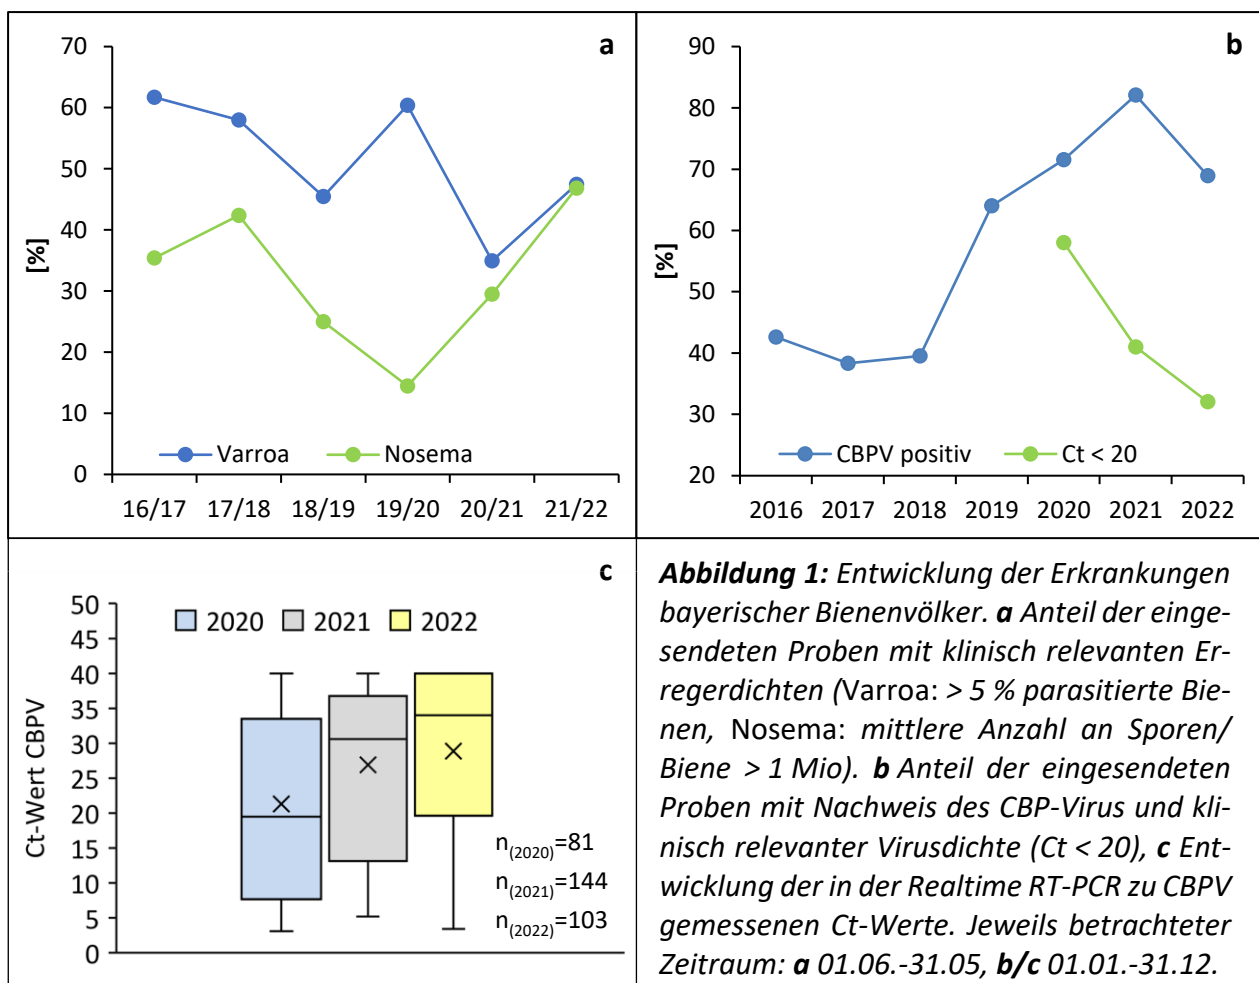 a
70
60
50
40
30
20
10
0
[%]
Varroa
Nosema
16/17 17/18 18/19 19/20 20/21 21/22
b
90
80
70
60
50
40
30
20
[%]
CBPV positiv
Ct < 20
2016 2017 2018 2019 2020 2021 2022
c
50
45
40
35
30
25
20
15
10
5
0
Ct-Wert CBPV
2020 2021 2022
n(2020)=81
n(2021)=144
n(2022)=103
Abbildung 1: Entwicklung der Erkrankungen
bayerischer Bienenvölker. a Anteil der einge-
sendeten Proben mit klinisch relevanten Er-
regerdichten (Varroa: > 5 % parasitierte Bie-
nen, Nosema: mittlere Anzahl an Sporen/
Biene > 1 Mio). b Anteil der eingesendeten
Proben mit Nachweis des CBP-Virus und kli-
nisch relevanter Virusdichte (Ct < 20), c Ent-
wicklung der in der Realtime RT-PCR zu CBPV
gemessenen Ct-Werte. Jeweils betrachteter
Zeitraum: a 01.06.-31.05, b/c 01.01.-31.12.